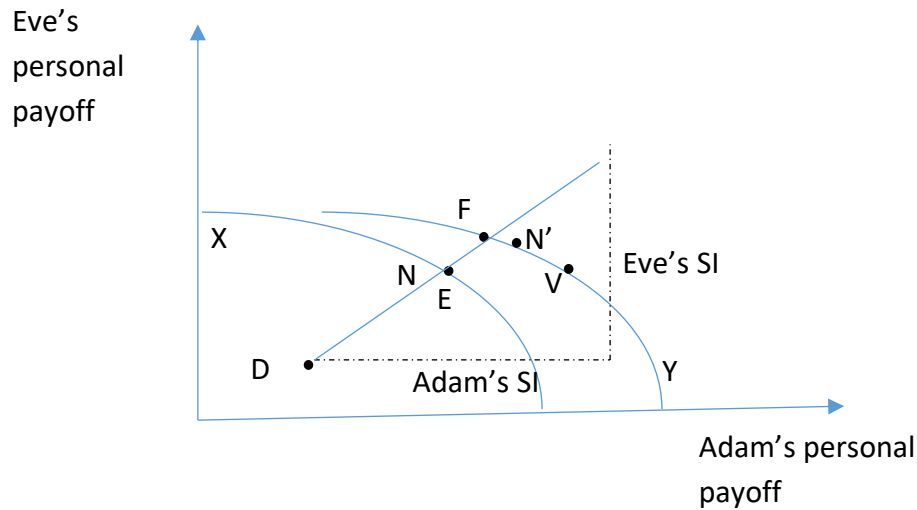 Eve's
personal
payoff
X
F
N'
N
E
V
Eve's SI
D
Adam's SI
Y
Adam's personal
payoff